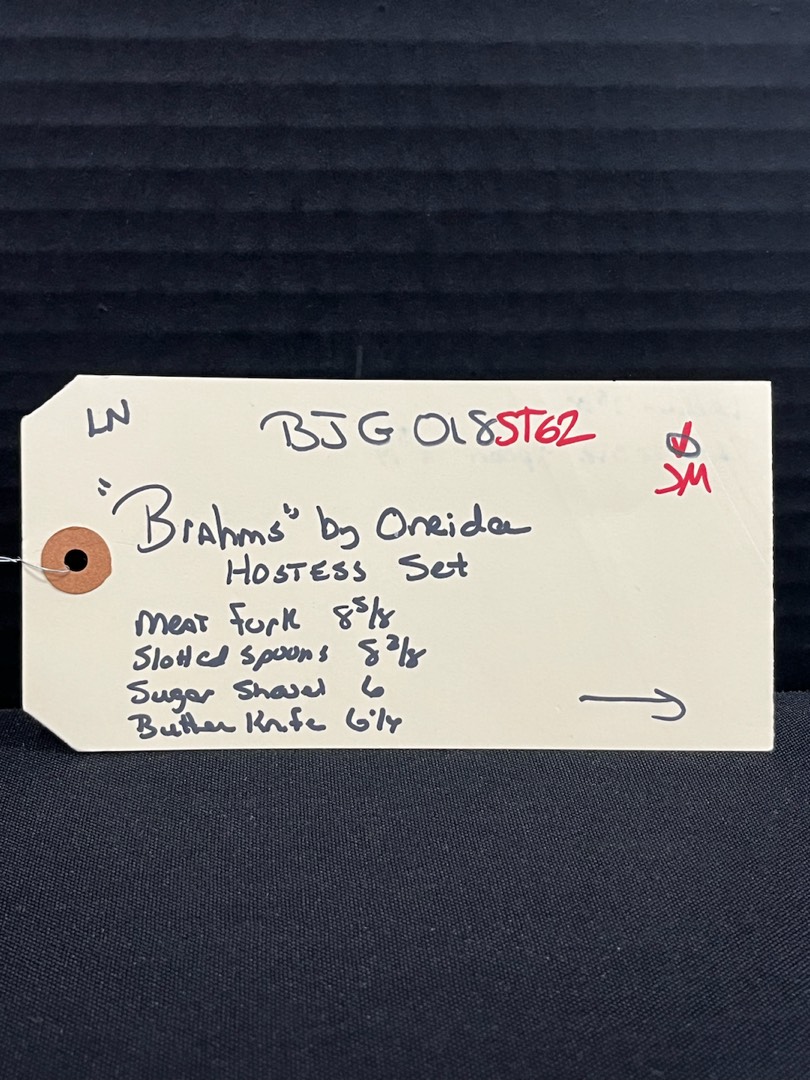 LN
BJG 018ST62
JM
"Brahms" by Oneida
HOSTESS Set
Meat Fork 8 5/8
Slotted Spoons 8 3/8
Sugar Shovel 6
Butter Knife 6 1/4